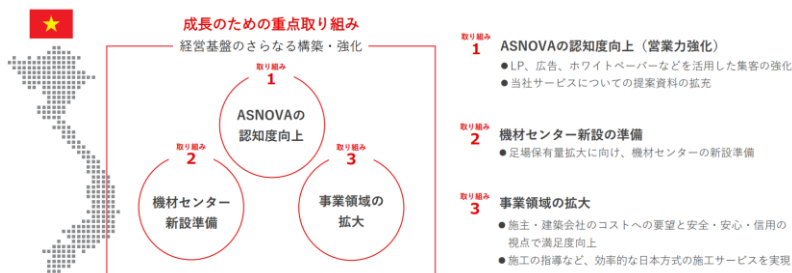 成長のための重点取り組み
経営基盤のさらなる構築・強化
取り組み
1
ASNOVAの
認知度向上
取り組み
2
機材センター
新設準備
取り組み
3
事業領域の
拡大
取り組み
1
ASNOVAの認知度向上（営業力強化）
●LP、広告、ホワイトペーパーなどを活用した集客の強化
●当社サービスについての提案資料の拡充
取り組み
2
機材センター新設の準備
●足場保有量拡大に向け、機材センターの新設準備
取り組み
3
事業領域の拡大
●施主・建築会社のコストへの要望と安全・安心・信用の
視点で満足度向上
●施工の指導など、効率的な日本方式の施工サービスを実現